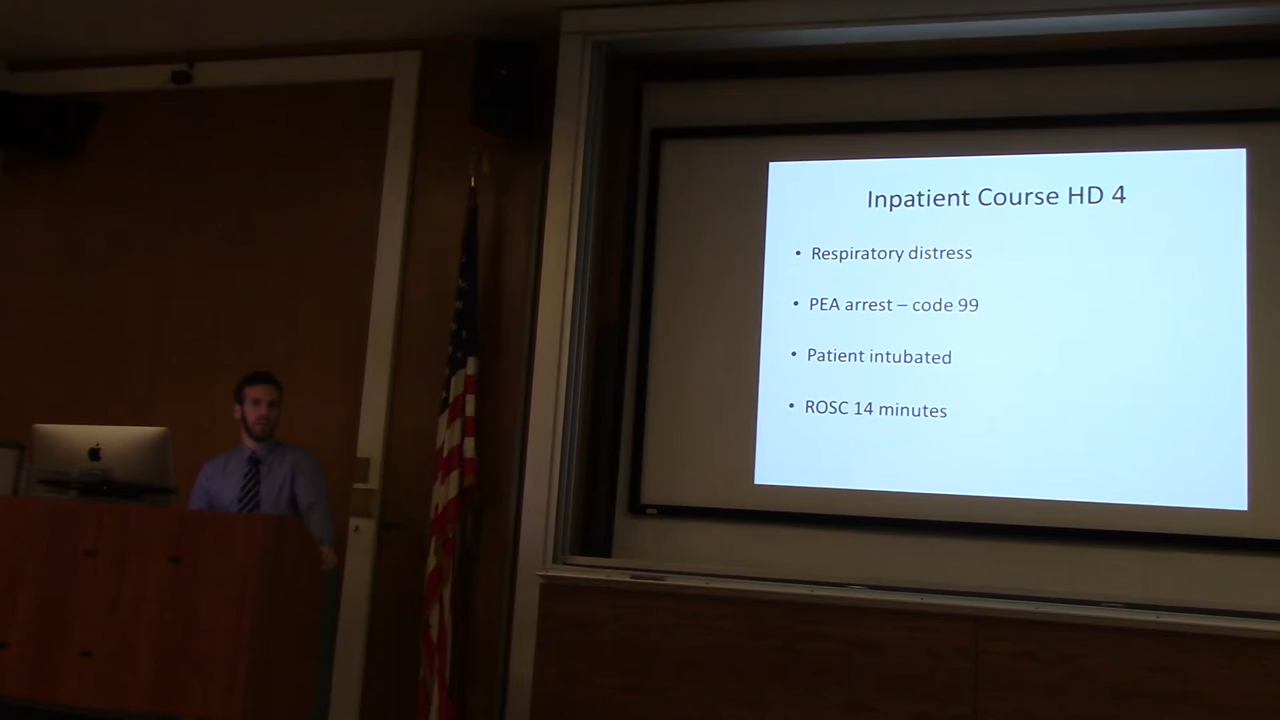 Inpatient Course HD 4
• Respiratory distress
• PEA arrest – code 99
• Patient intubated
• ROSC 14 minutes